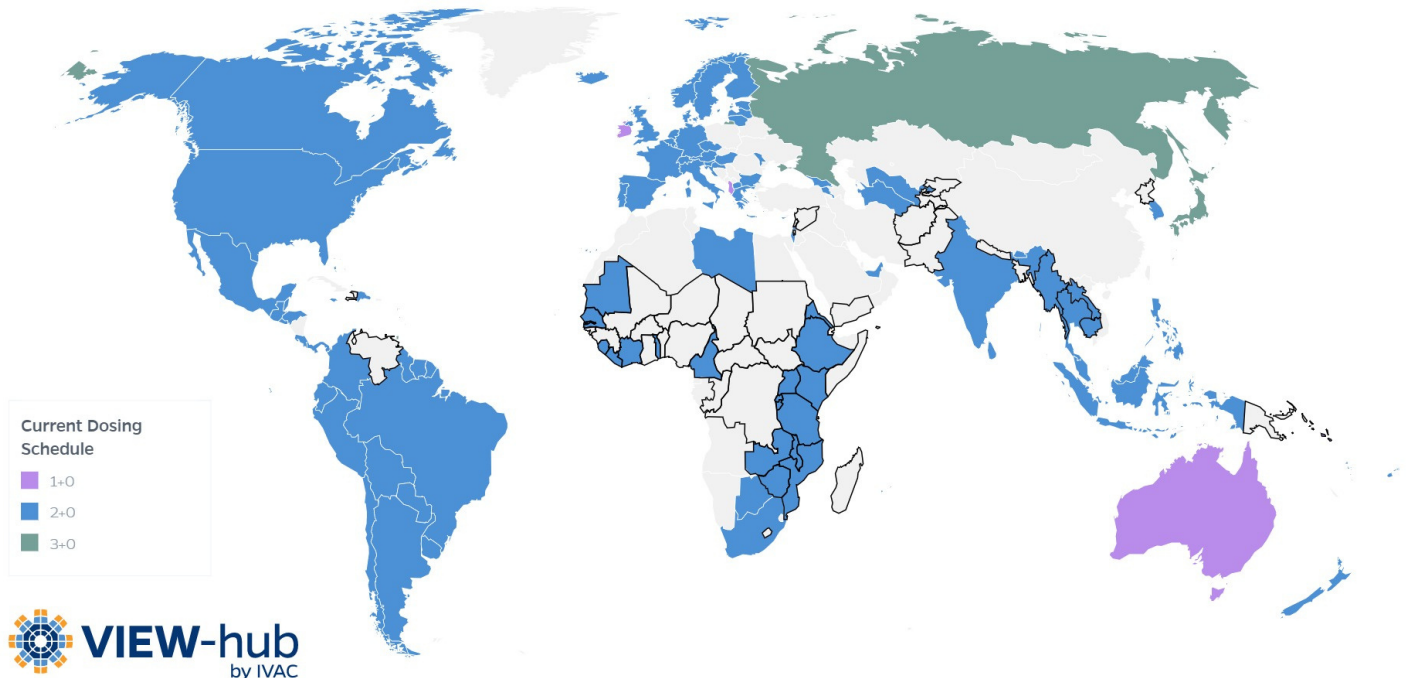 Current Dosing
Schedule
1+0
2+0
3+0
VIEW-hub
by IVAC